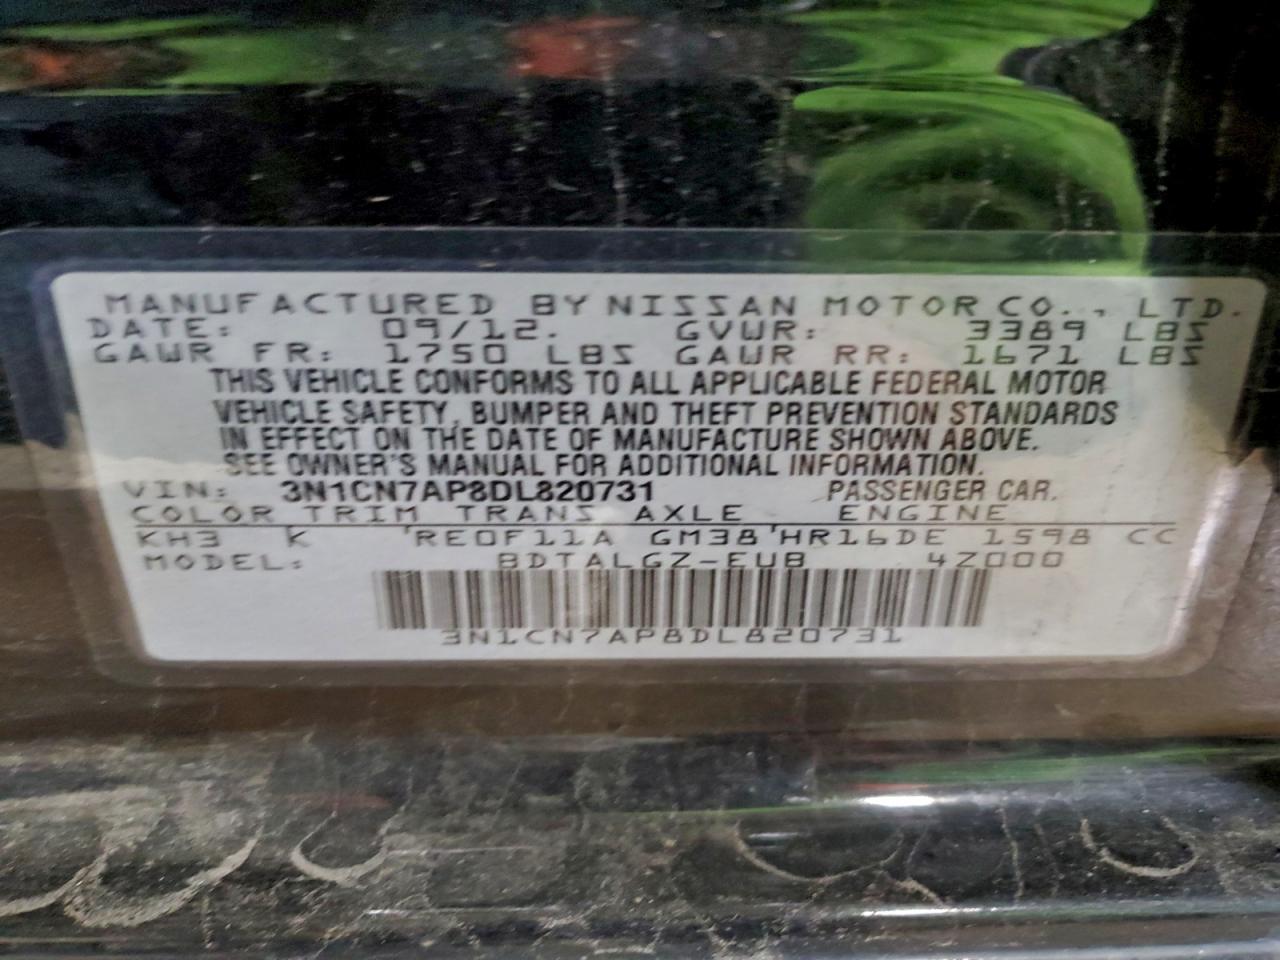 MANUFACTURED BY NISSAN MOTOR CO., LTD.
DATE: 09/12. GVWR: 3389 LBS
GAWR FR: 1750 LBS GAWR RR: 1671 LBS
THIS VEHICLE CONFORMS TO ALL APPLICABLE FEDERAL MOTOR
VEHICLE SAFETY, BUMPER AND THEFT PREVENTION STANDARDS
IN EFFECT ON THE DATE OF MANUFACTURE SHOWN ABOVE.
SEE OWNER'S MANUAL FOR ADDITIONAL INFORMATION.
VIN: 3N1CN7AP8DL820731 PASSENGER CAR.
COLOR TRIM TRANS AXLE ENGINE
KH3 K 'RE0F11A GM38'HR16DE 1598 CC
MODEL: BDTALGZ-EUB 4Z000
3N1CN7AP8DL820731